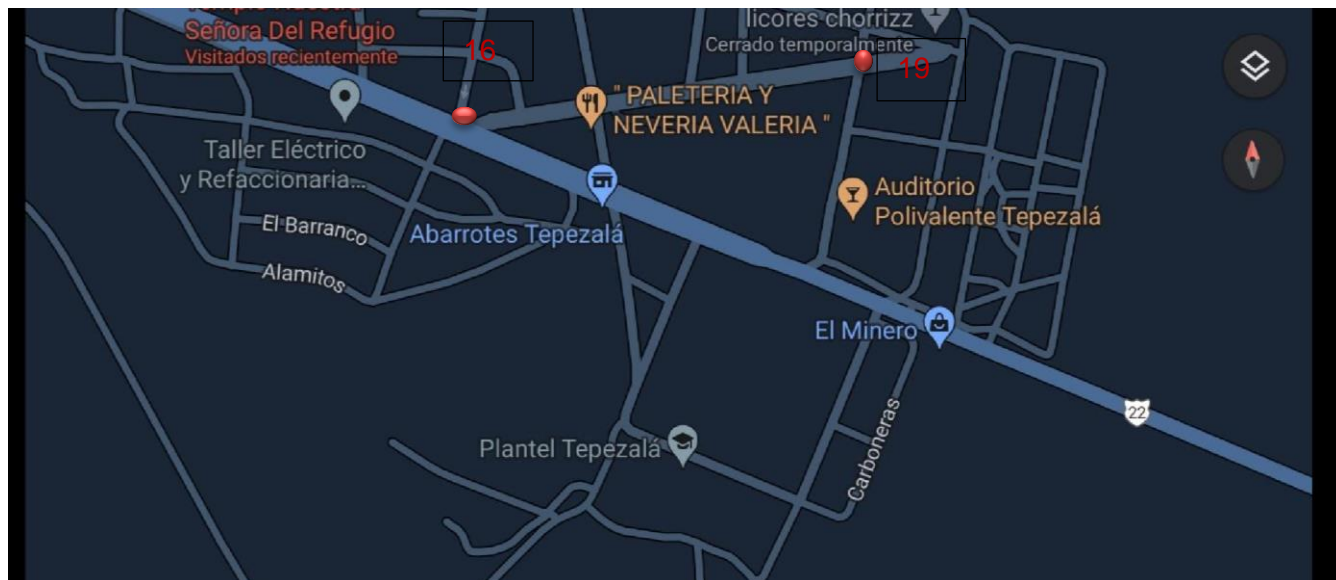 Señora Del Refugio
Visitados recientemente
16
licores chorrizz
Cerrado temporalmente
19
" PALETERIA Y
NEVERIA VALERIA "
Taller Eléctrico
y Refaccionaria...
Auditorio
Polivalente Tepezalá
El Barranco
Abarrotes Tepezalá
Alamitos
El Minero
22
Plantel Tepezalá
Carboneras